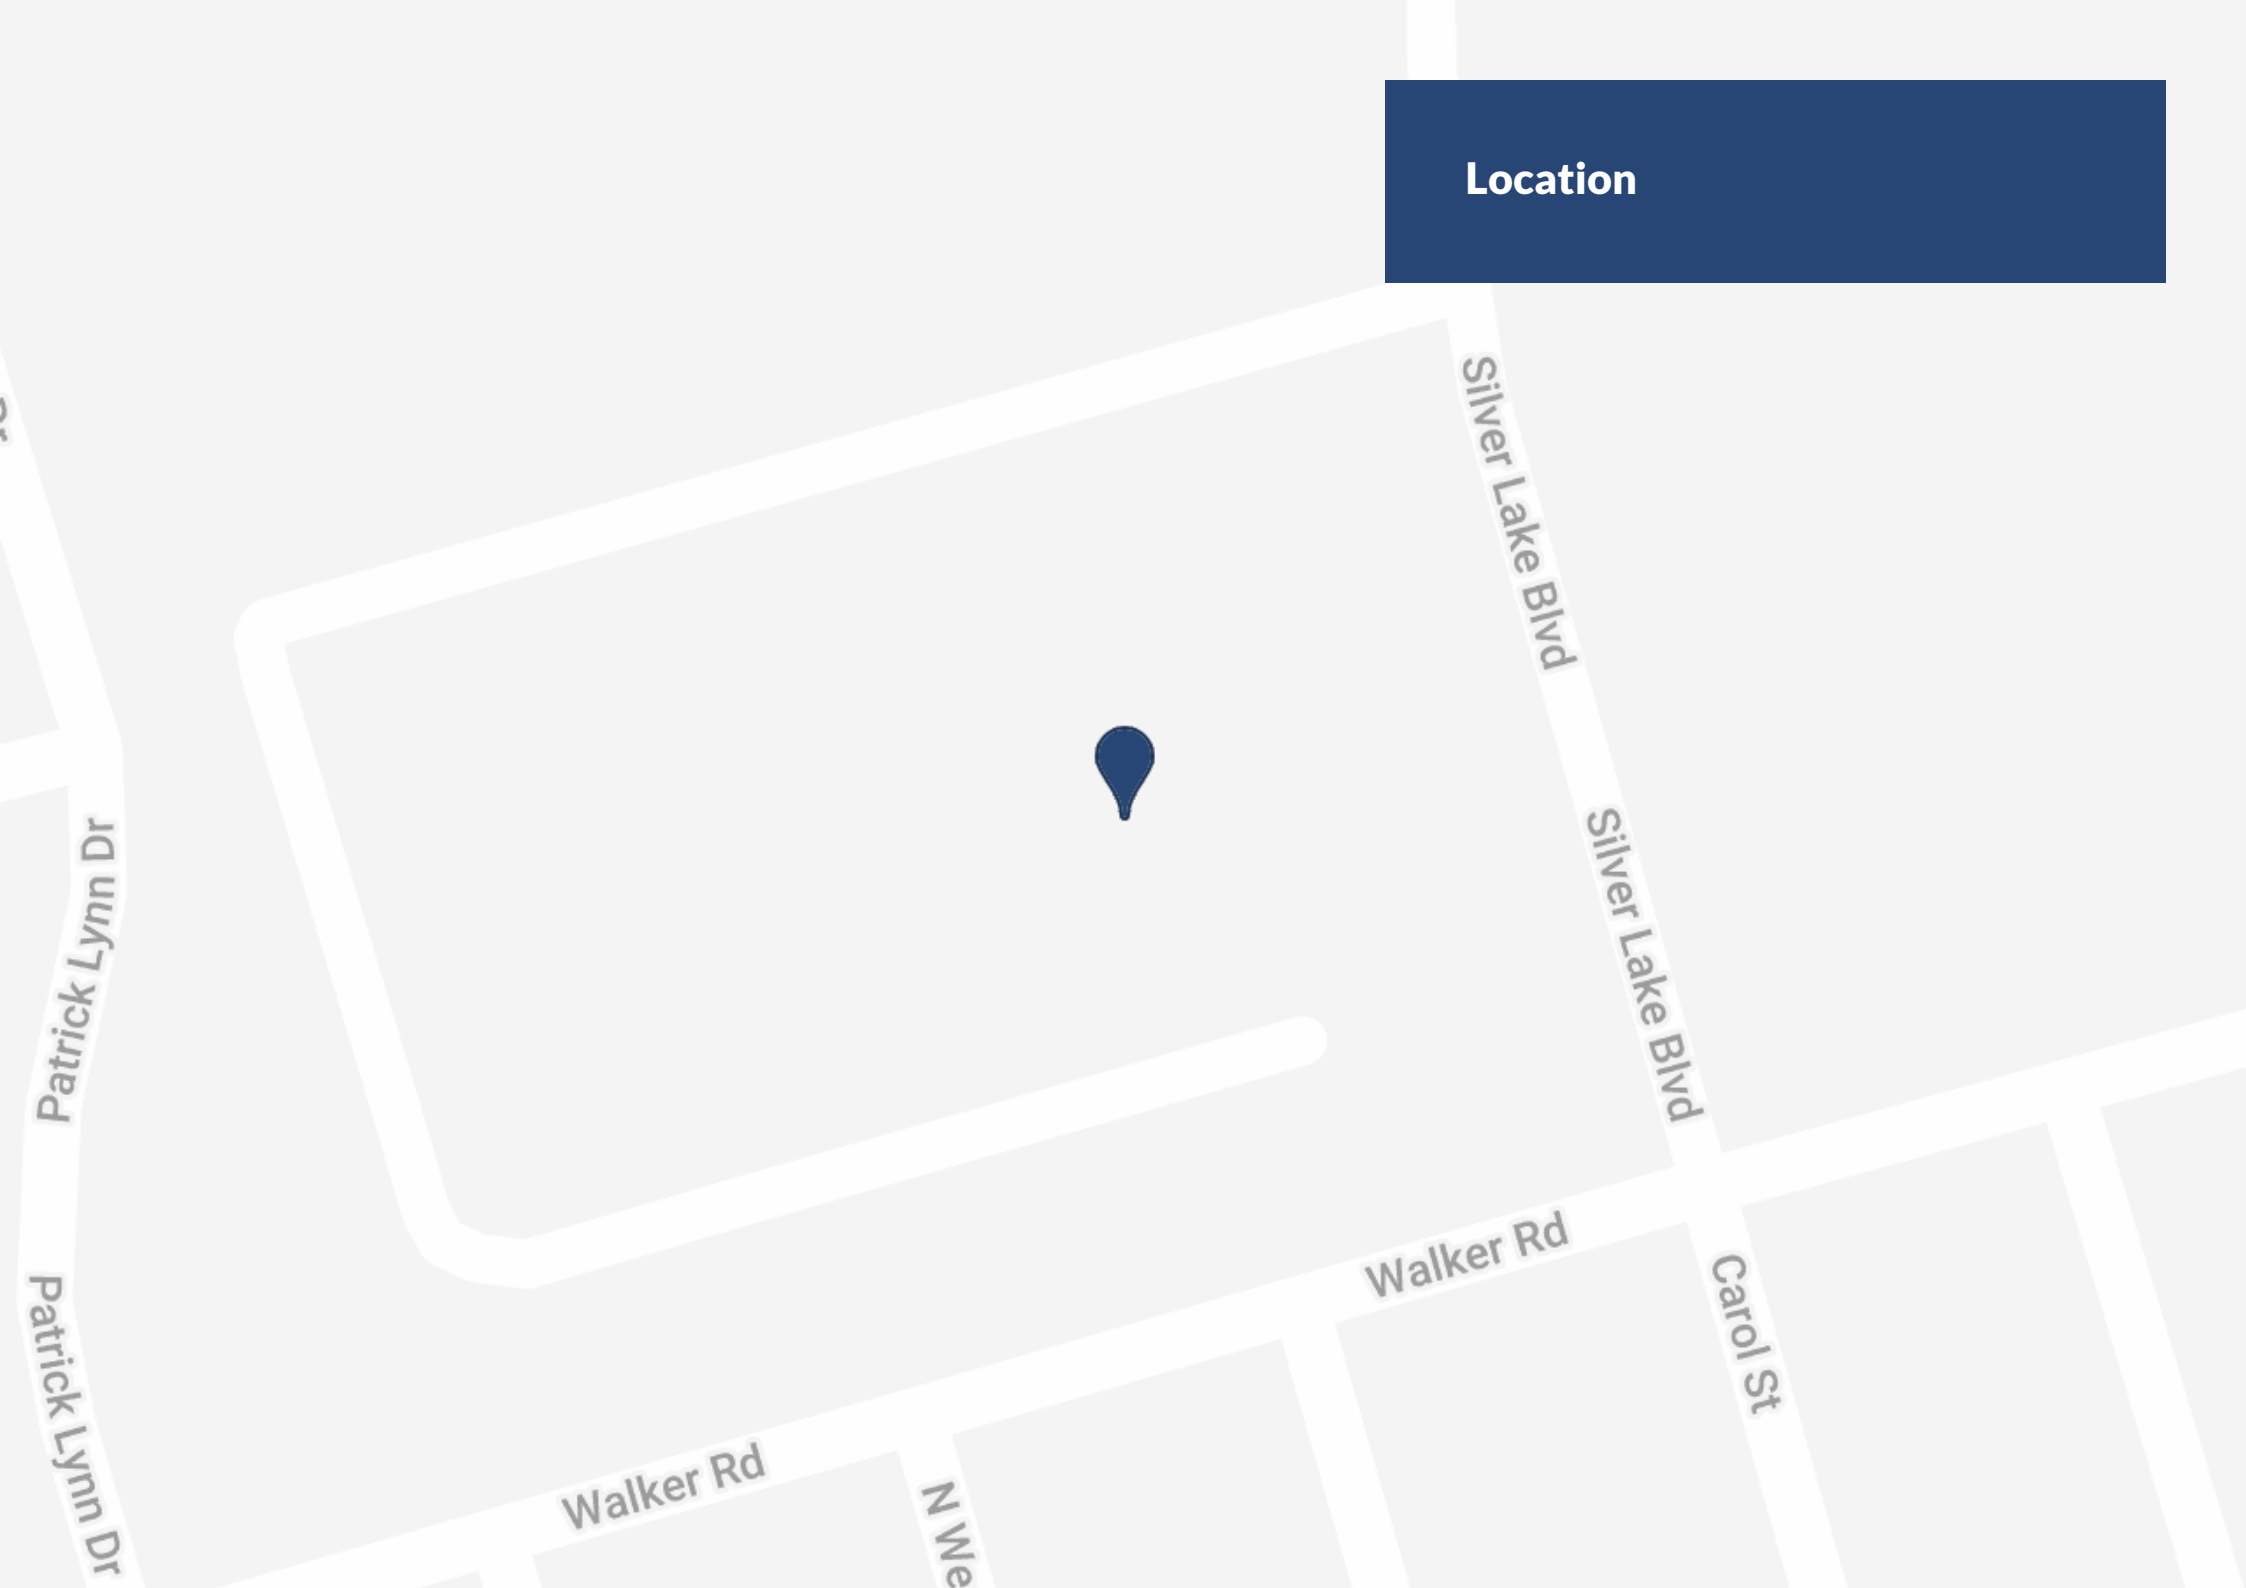 Location
Silver Lake Blvd
Silver Lake Blvd
Patrick Lynn Dr
Walker Rd
Carol St
Patrick Lynn Dr
Walker Rd
N We